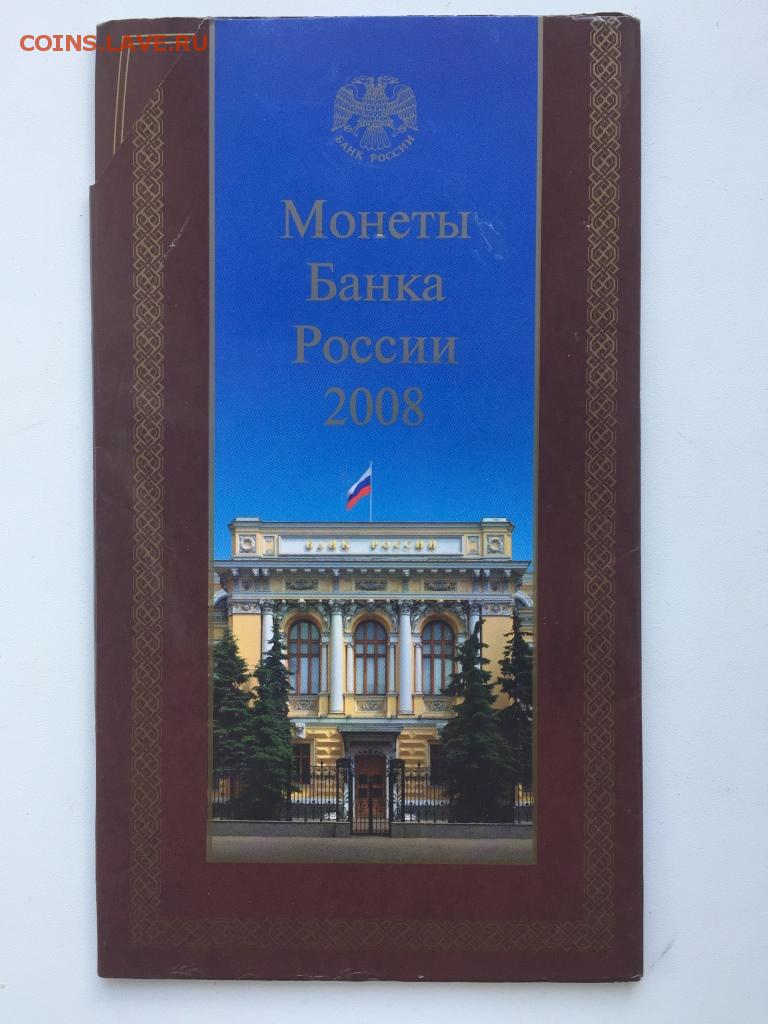 COINS.LAVE.RU
БАНК РОССИИ
Монеты
Банка
России
2008
БАНК РОССИИ